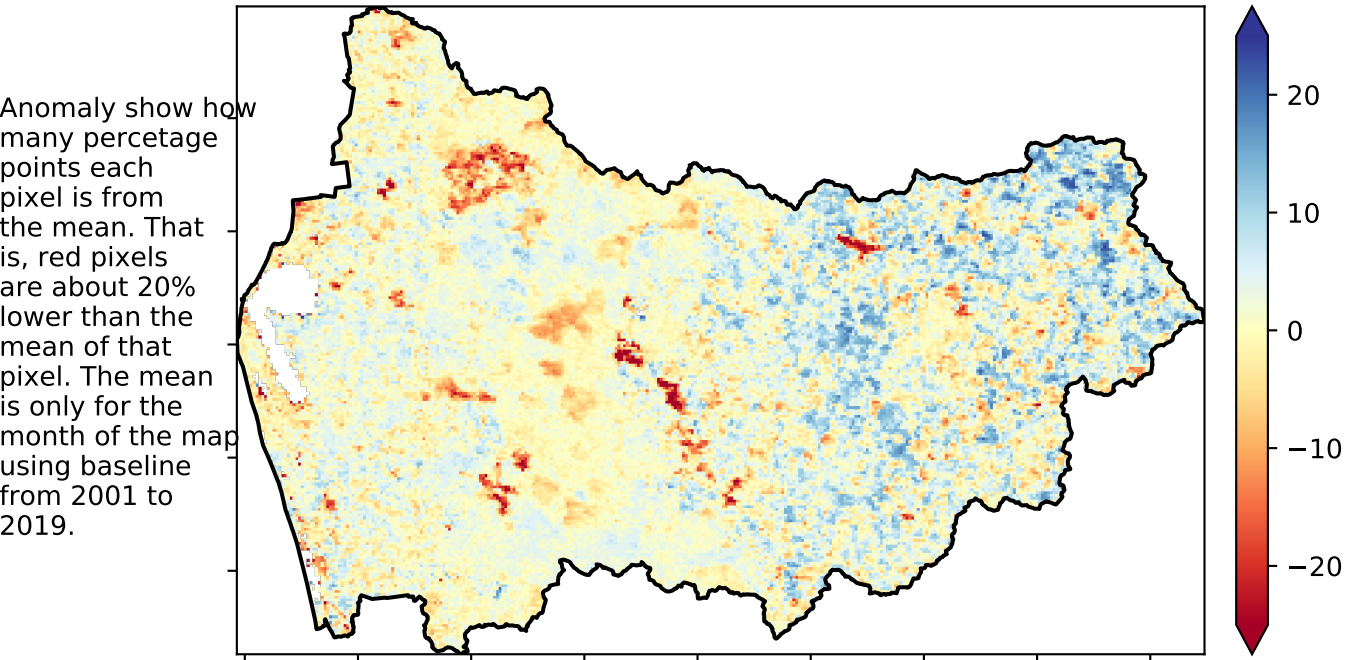 Anomaly show how
many percetage
points each
pixel is from
the mean. That
is, red pixels
are about 20%
lower than the
mean of that
pixel. The mean
is only for the
month of the map
using baseline
from 2001 to
2019.
20
10
0
−10
−20